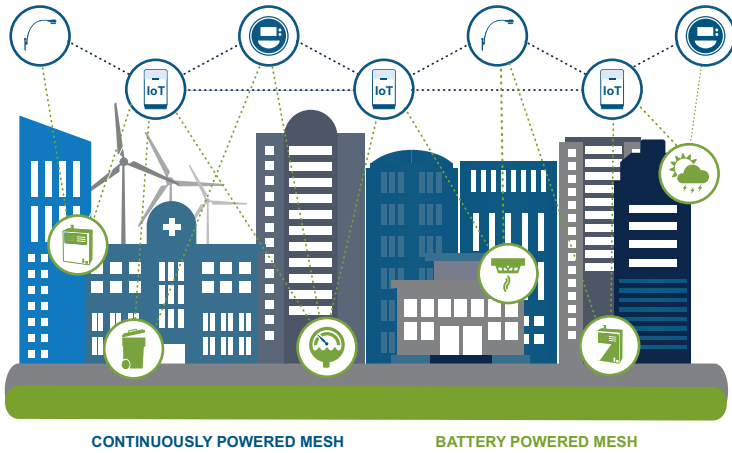 IoT
IoT
IoT
CONTINUOUSLY POWERED MESH
BATTERY POWERED MESH